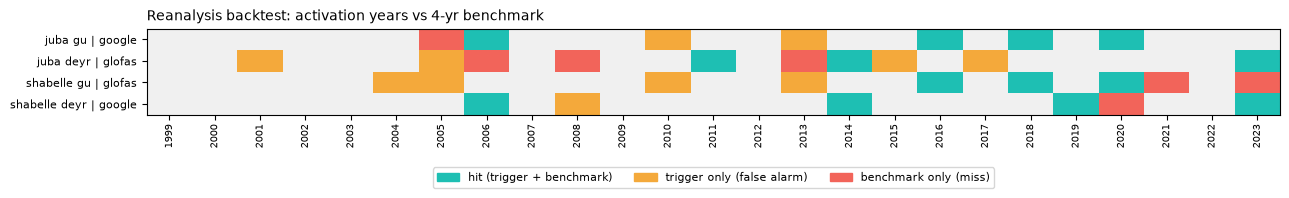 Reanalysis backtest: activation years vs 4-yr benchmark
juba gu | google
juba deyr | glofas
shabelle gu | glofas
shabelle deyr | google
1999 2000 2001 2002 2003 2004 2005 2006 2007 2008 2009 2010 2011 2012 2013 2014 2015 2016 2017 2018 2019 2020 2021 2022 2023
hit (trigger + benchmark) trigger only (false alarm) benchmark only (miss)